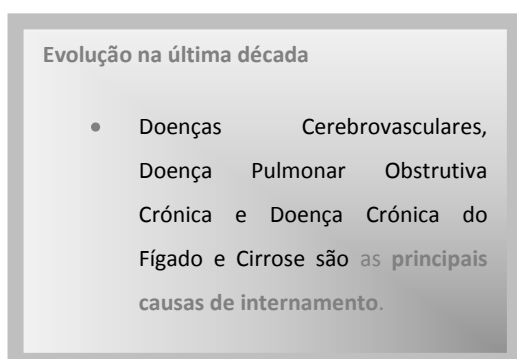 Evolução na última década
• Doenças Cerebrovasculares,
Doença Pulmonar Obstrutiva
Crónica e Doença Crónica do
Fígado e Cirrose são as principais
causas de internamento.